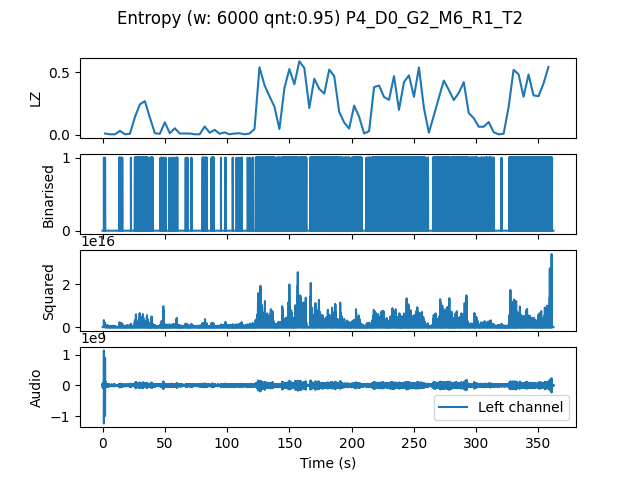 Entropy (w: 6000 qnt:0.95) P4_D0_G2_M6_R1_T2
0.5
0.0
LZ
1
0
Binarised
1e16
2
0
Squared
1e9
1
0
−1
Audio
Left channel
0 50 100 150 200 250 300 350
Time (s)